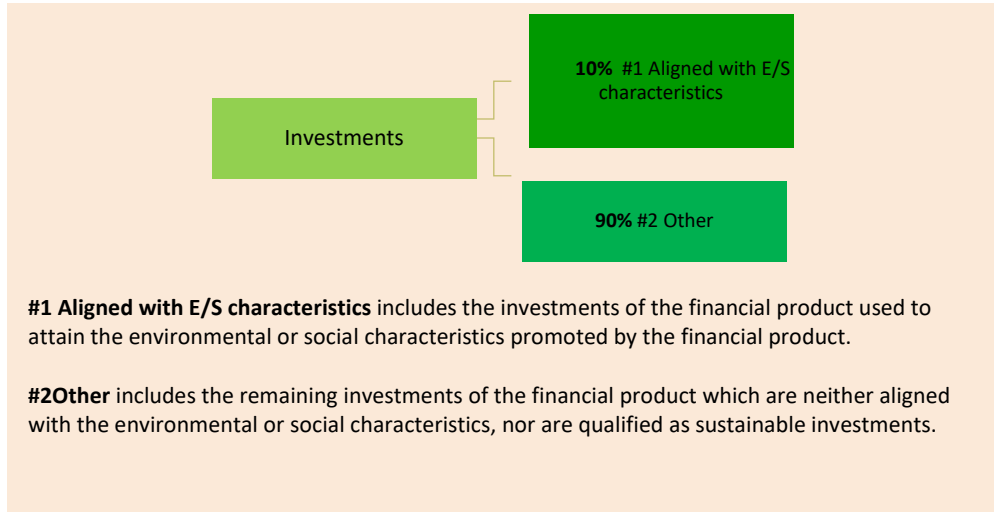 10% #1 Aligned with E/S
characteristics
Investments
90% #2 Other
#1 Aligned with E/S characteristics includes the investments of the financial product used to
attain the environmental or social characteristics promoted by the financial product.
#2Other includes the remaining investments of the financial product which are neither aligned
with the environmental or social characteristics, nor are qualified as sustainable investments.